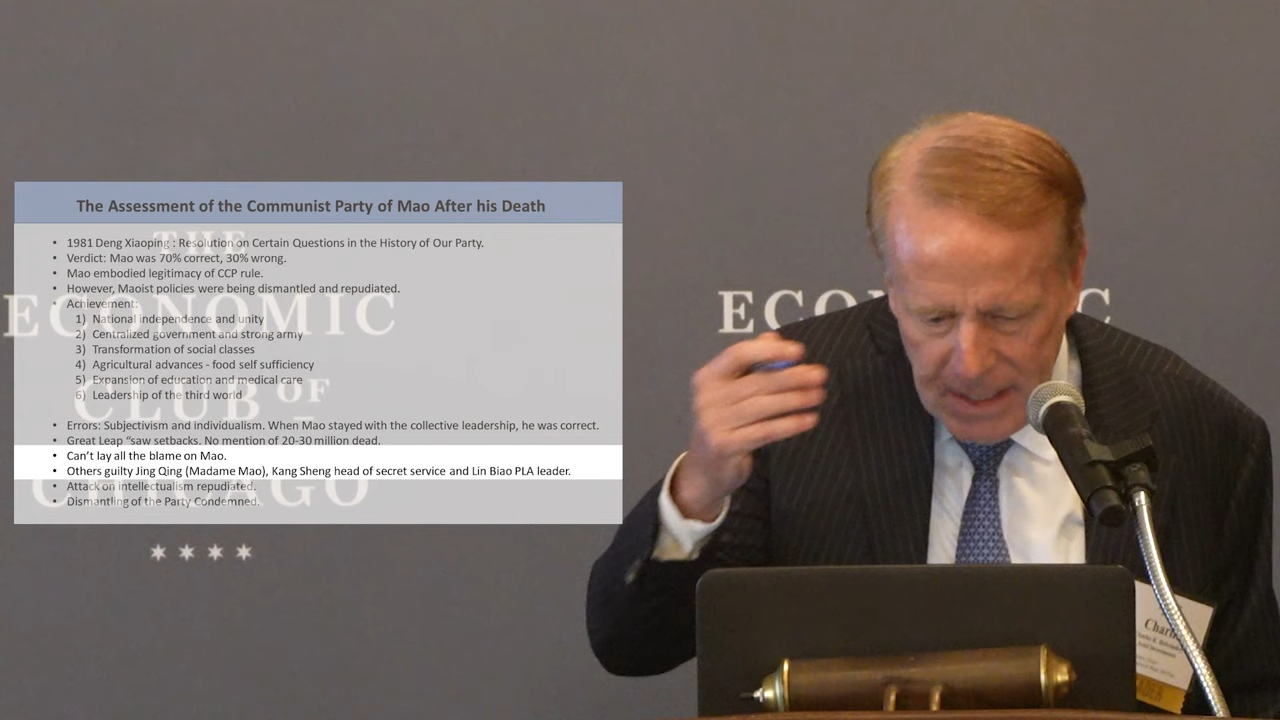 The Assessment of the Communist Party of Mao After his Death
• 1981 Deng Xiaoping : Resolution on Certain Questions in the History of Our Party.
• Verdict: Mao was 70% correct, 30% wrong.
• Mao embodied legitimacy of CCP rule.
• However, Maoist policies were being dismantled and repudiated.
• Achievement:
1) National independence and unity
2) Centralized government and strong army
3) Transformation of social classes
4) Agricultural advances - food self sufficiency
5) Expansion of education and medical care
6) Leadership of the third world
• Errors: Subjectivism and individualism. When Mao stayed with the collective leadership, he was correct.
• Great Leap “saw setbacks. No mention of 20-30 million dead.
• Can’t lay all the blame on Mao.
• Others guilty Jing Qing (Madame Mao), Kang Sheng head of secret service and Lin Biao PLA leader.
• Attack on intellectualism repudiated.
• Dismantling of the Party Condemned.
THE
ECONOMIC
CLUB OF
CHICAGO
ECONOMIC